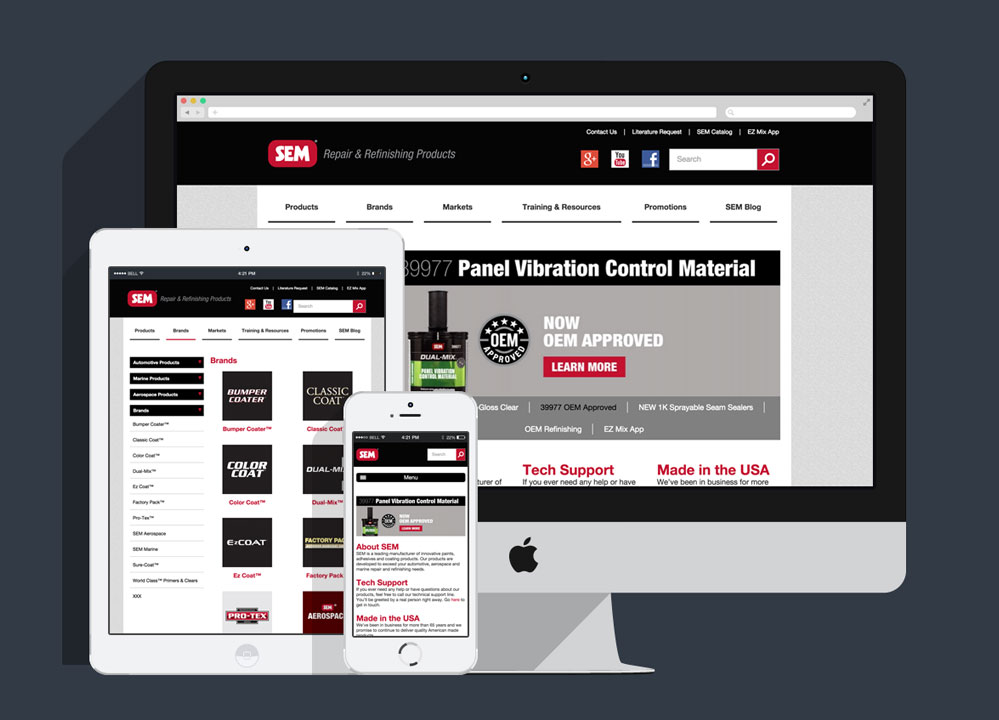 Contact Us | Literature Request | SEM Catalog | EZ Mix App
SEM Repair & Refinishing Products
g+ You Tube f Search
Products Brands Markets Training & Resources Promotions SEM Blog
39977 Panel Vibration Control Material
SEM 39977
DUAL-MIX
PANEL VIBRATION
CONTROL MATERIAL
OEM
APPROVED
NOW
OEM APPROVED
LEARN MORE
Gloss Clear | 39977 OEM Approved | NEW 1K Sprayable Seam Sealers |
OEM Refinishing | EZ Mix App
Tech Support
If you ever need any help or have
Made in the USA
We've been in business for more
turer of
BELL 4:21 PM 22%
Contact Us | Literature Request | SEM Catalog | EZ Mix App
SEM Repair & Refinishing Products
g+ You Tube f Search
Products Brands Markets Training & Resources Promotions SEM Blog
Automotive Products
Marine Products
Aerospace Products
Brands
Bumper Coater™
Classic Coat™
Color Coat™
Dual-Mix™
Ez Coat™
Factory Pack™
Pro-Tex™
SEM Aerospace
SEM Marine
Sure-Coat™
World Class™ Primers & Clears
XXX
Brands
BUMPER
COATER
Bumper Coater™
CLASSIC
COAT
Classic Coat
COLOR
COAT
Color Coat™
DUAL-M
Dual-Mix™
EzCOAT
Ez Coat™
FACTORY PA
Factory Pack
PRO-TEX
SEM
AEROSPAC
BELL 4:21 PM 22%
SEM Search
Menu
39977 Panel Vibration Control Material
OEM
NOW
OEM APPROVED
LEARN MORE
About SEM
SEM is a leading manufacturer of innovative paints,
adhesives and coating products. Our products are
developed to exceed your automotive, aerospace and
marine repair and refinishing needs.
Tech Support
If you ever need any help or have questions about our
products, feel free to call our technical support line.
You'll be greeted by a real person right away. Go here to
get in touch.
Made in the USA
We've been in business for more than 65 years and we
promise to continue to deliver quality American made
products.